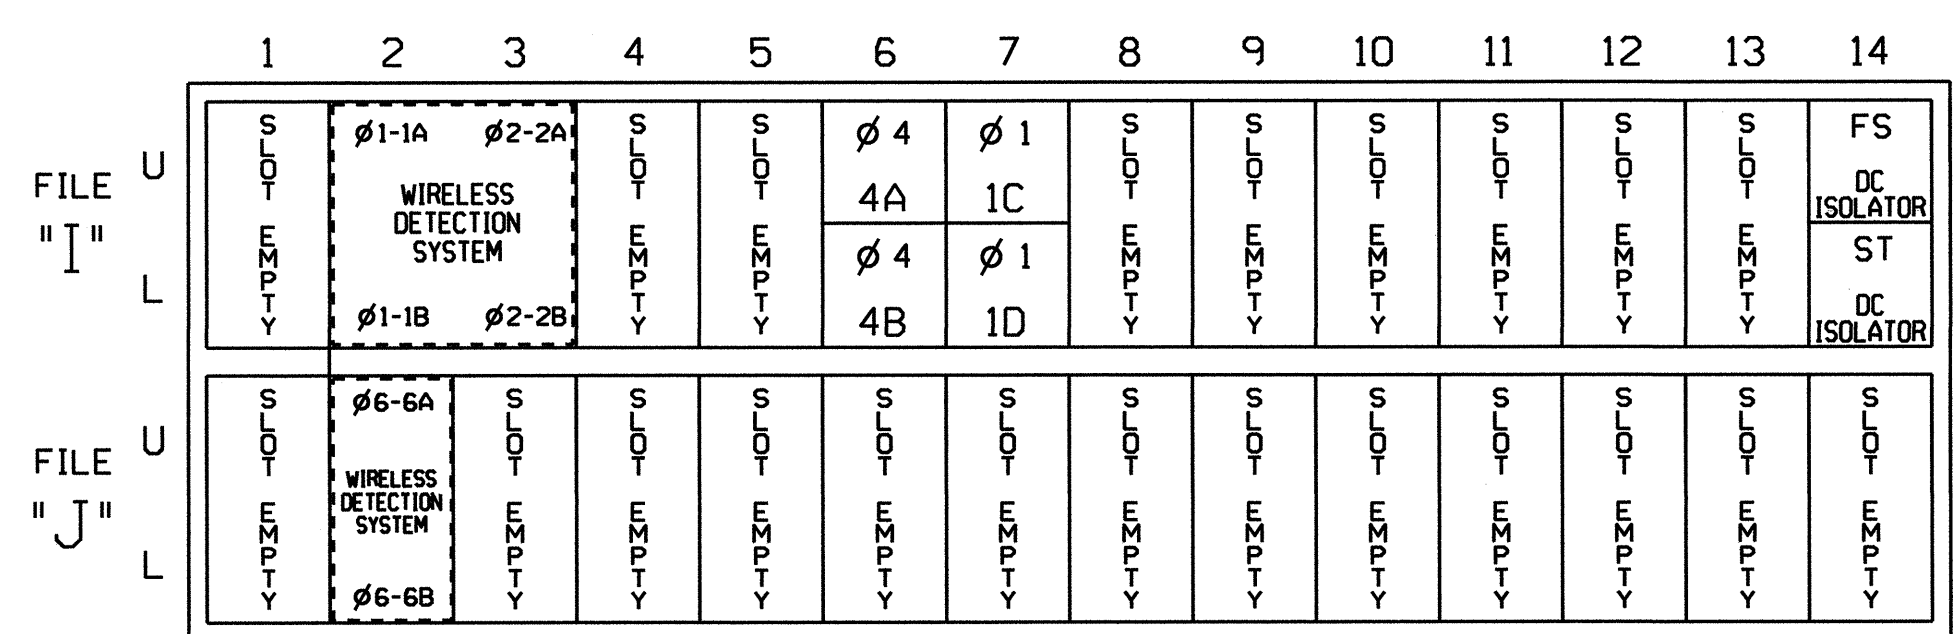 1 2 3 4 5 6 7 8 9 10 11 12 13 14
FILE "I"
U
L
SLOT EMPTY
Ø1-1A Ø2-2A
WIRELESS
DETECTION
SYSTEM
Ø1-1B Ø2-2B
SLOT EMPTY
SLOT EMPTY
Ø 4
4A
Ø 4
4B
Ø 1
1C
Ø 1
1D
SLOT EMPTY
SLOT EMPTY
SLOT EMPTY
SLOT EMPTY
SLOT EMPTY
SLOT EMPTY
FS
DC
ISOLATOR
ST
DC
ISOLATOR
FILE "J"
U
L
SLOT EMPTY
Ø6-6A
WIRELESS
DETECTION
SYSTEM
Ø6-6B
SLOT EMPTY
SLOT EMPTY
SLOT EMPTY
SLOT EMPTY
SLOT EMPTY
SLOT EMPTY
SLOT EMPTY
SLOT EMPTY
SLOT EMPTY
SLOT EMPTY
SLOT EMPTY
SLOT EMPTY